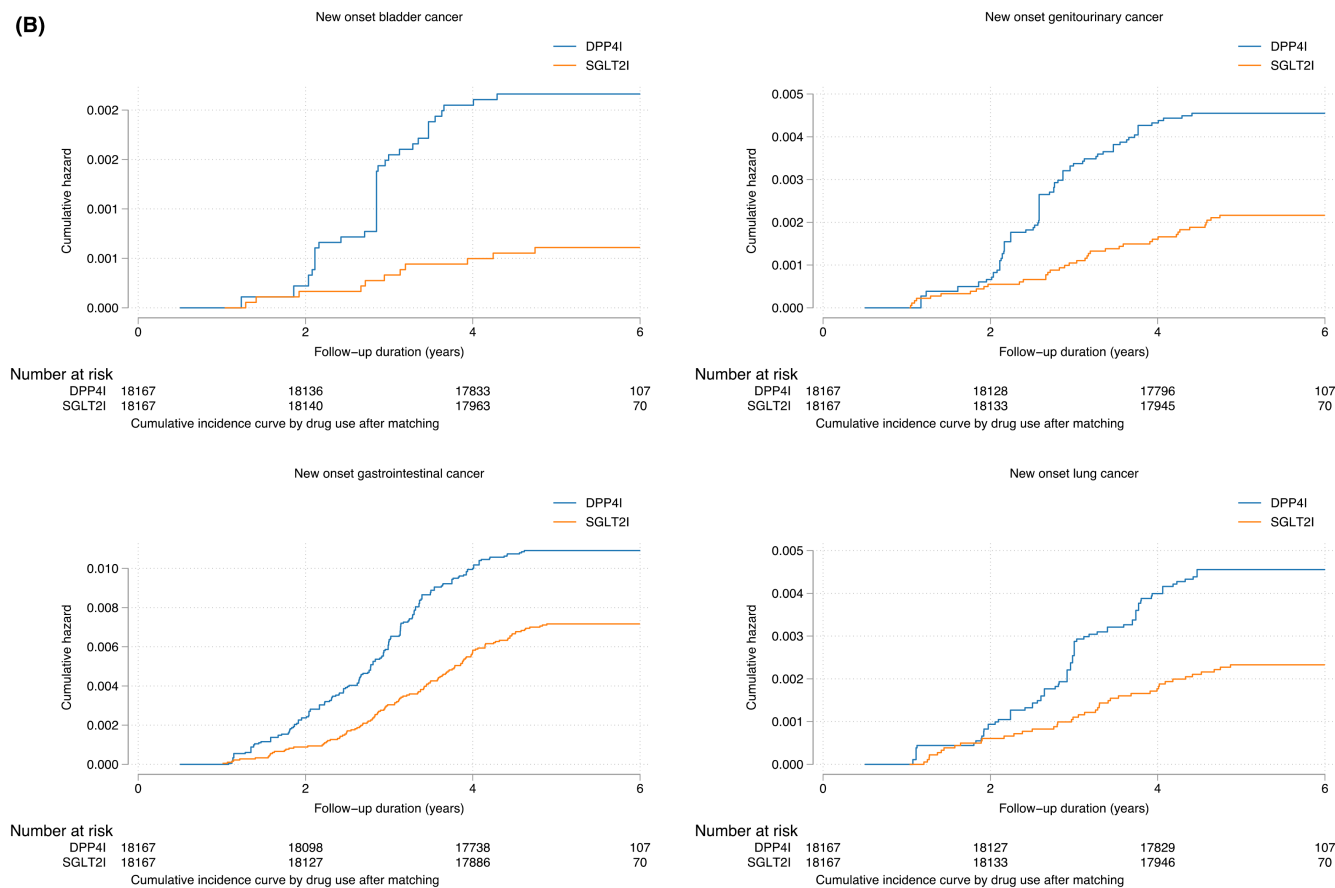 (B)
New onset bladder cancer
DPP4I
SGLT2I
Cumulative hazard
0.002
0.002
0.001
0.001
0.000
0 2 4 6
Follow−up duration (years)
Number at risk
DPP4I 18167 18136 17833 107
SGLT2I 18167 18140 17963 70
Cumulative incidence curve by drug use after matching
New onset genitourinary cancer
DPP4I
SGLT2I
Cumulative hazard
0.005
0.004
0.003
0.002
0.001
0.000
0 2 4 6
Follow−up duration (years)
Number at risk
DPP4I 18167 18128 17796 107
SGLT2I 18167 18133 17945 70
Cumulative incidence curve by drug use after matching
New onset gastrointestinal cancer
DPP4I
SGLT2I
Cumulative hazard
0.010
0.008
0.006
0.004
0.002
0.000
0 2 4 6
Follow−up duration (years)
Number at risk
DPP4I 18167 18098 17738 107
SGLT2I 18167 18127 17886 70
Cumulative incidence curve by drug use after matching
New onset lung cancer
DPP4I
SGLT2I
Cumulative hazard
0.005
0.004
0.003
0.002
0.001
0.000
0 2 4 6
Follow−up duration (years)
Number at risk
DPP4I 18167 18127 17829 107
SGLT2I 18167 18133 17946 70
Cumulative incidence curve by drug use after matching